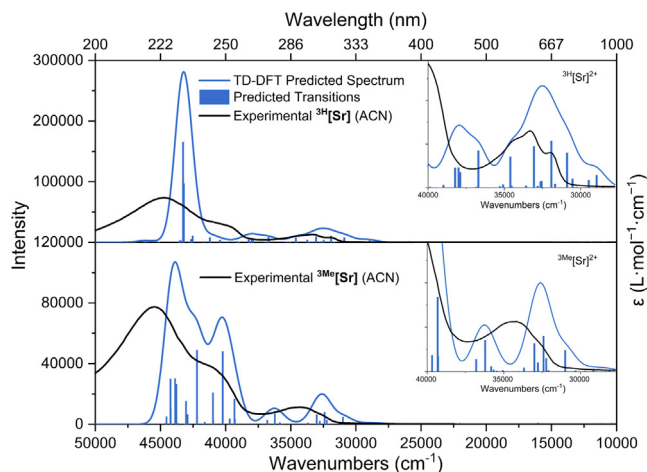 Wavelength (nm)
200 222 232 280 286 333 400 500 667 1000
300000
TD-DFT Predicted Spectrum
Predicted Transitions
Experimental ³ᴴ[Sr] (ACN)
³ᴴ[Sr]²⁺
200000
100000
40000 35000 30000
Wavenumbers (cm⁻¹)
120000
Intensity
ε (L·mol⁻¹·cm⁻¹)
Experimental ³ᴹᵉ[Sr] (ACN)
³ᴹᵉ[Sr]²⁺
80000
40000
40000 35000 30000
Wavenumbers (cm⁻¹)
0
50000 45000 40000 35000 30000 25000 20000 15000 10000
Wavenumbers (cm⁻¹)